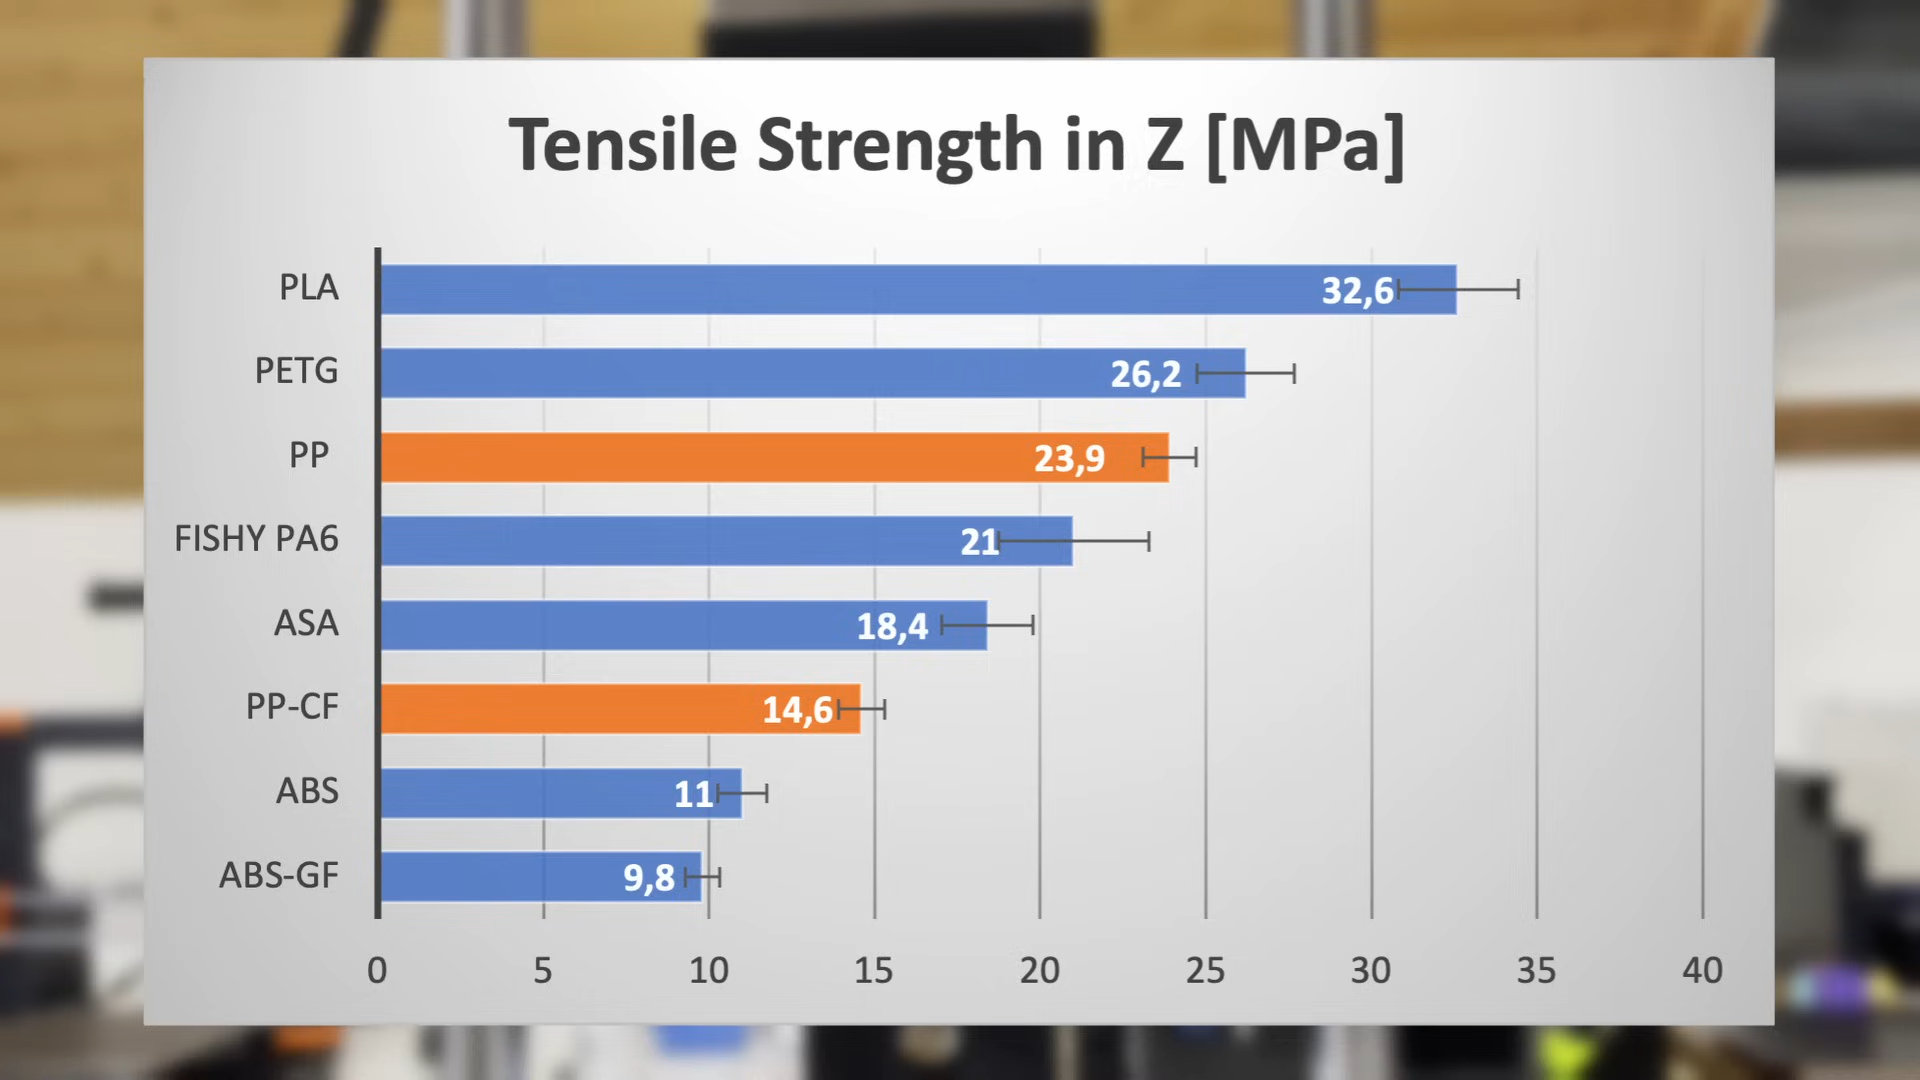 Tensile Strength in Z [MPa]
PLA 32,6
PETG 26,2
PP 23,9
FISHY PA6 21
ASA 18,4
PP-CF 14,6
ABS 11
ABS-GF 9,8
0 5 10 15 20 25 30 35 40